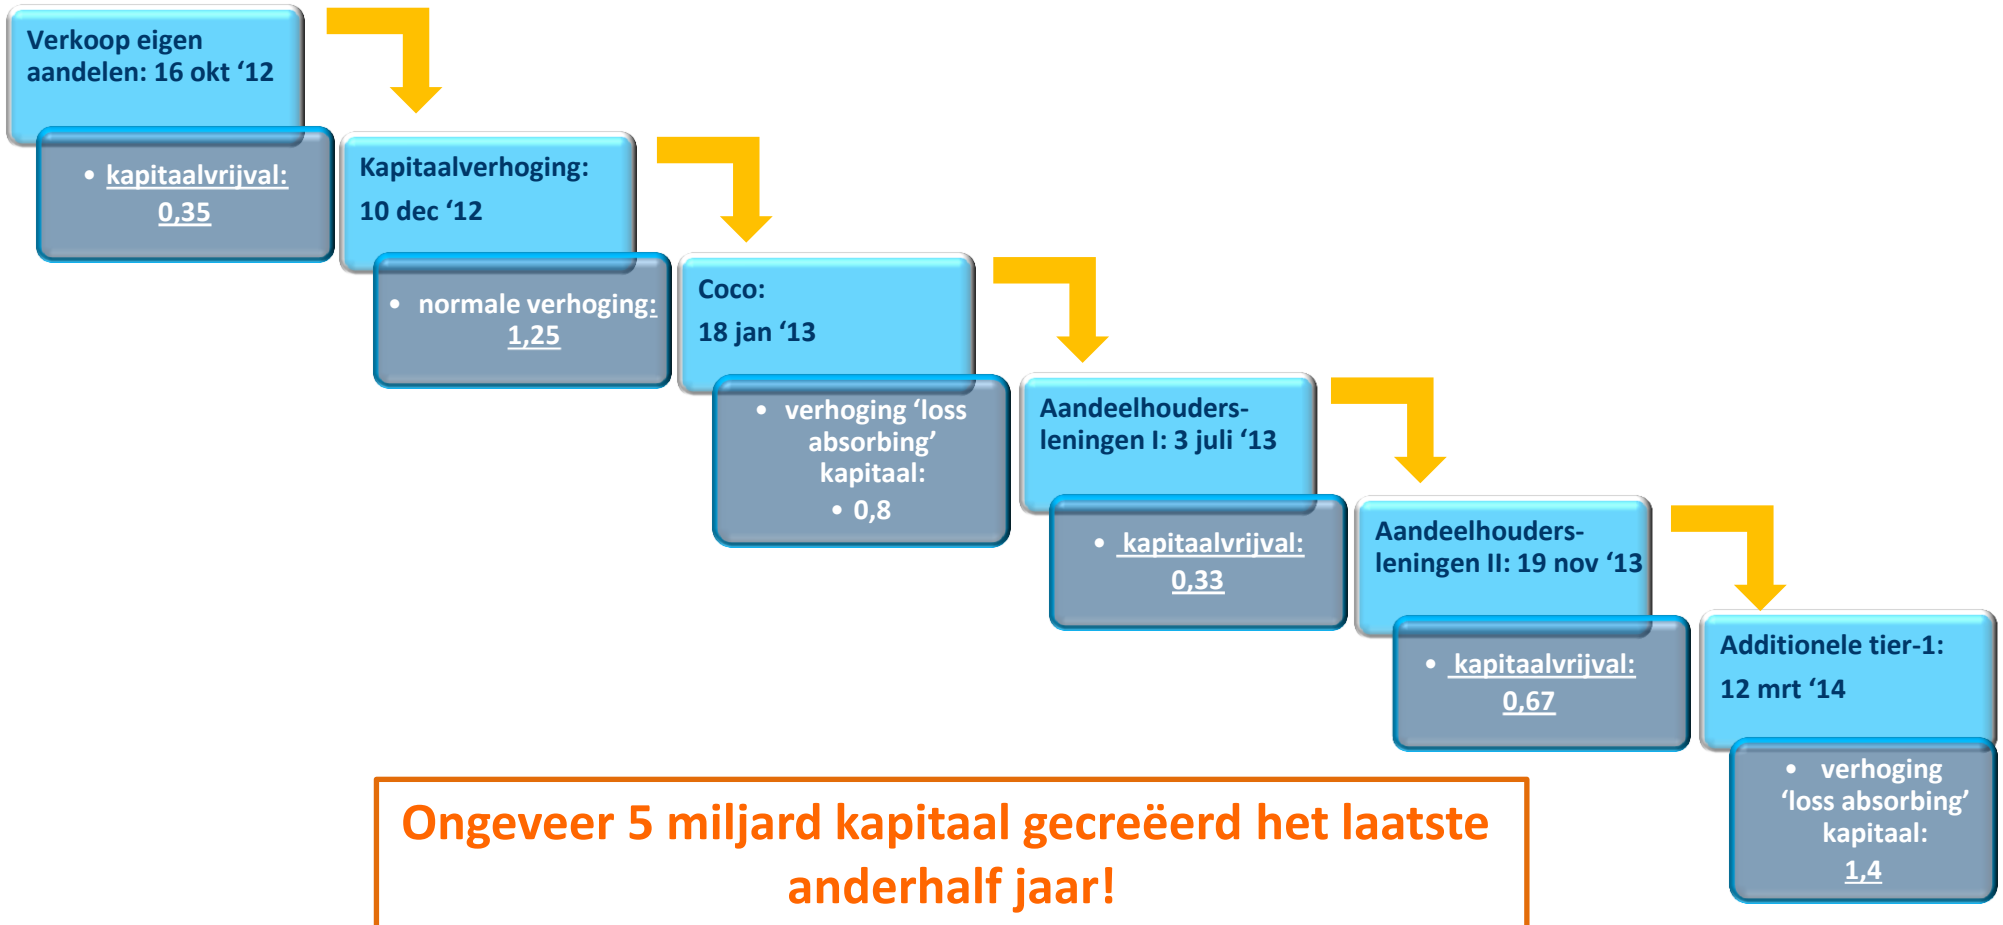 Verkoop eigen
aandelen: 16 okt ‘12
• kapitaalvrijval:
0,35
Kapitaalverhoging:
10 dec ‘12
• normale verhoging:
1,25
Coco:
18 jan ‘13
• verhoging ‘loss
absorbing’
kapitaal:
• 0,8
Aandeelhouders-
leningen I: 3 juli ‘13
• kapitaalvrijval:
0,33
Aandeelhouders-
leningen II: 19 nov ‘13
• kapitaalvrijval:
0,67
Additionele tier-1:
12 mrt ‘14
• verhoging
‘loss absorbing’
kapitaal:
1,4
Ongeveer 5 miljard kapitaal gecreëerd het laatste
anderhalf jaar!